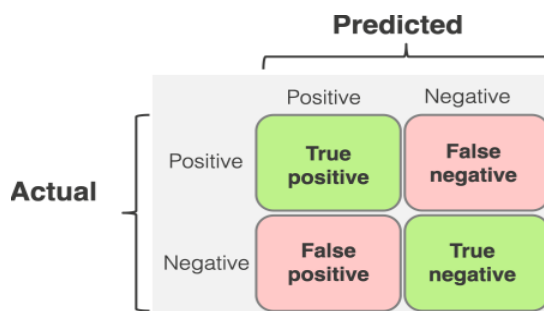 Predicted
Positive Negative
Actual
Positive
True
positive
False
negative
Negative
False
positive
True
negative